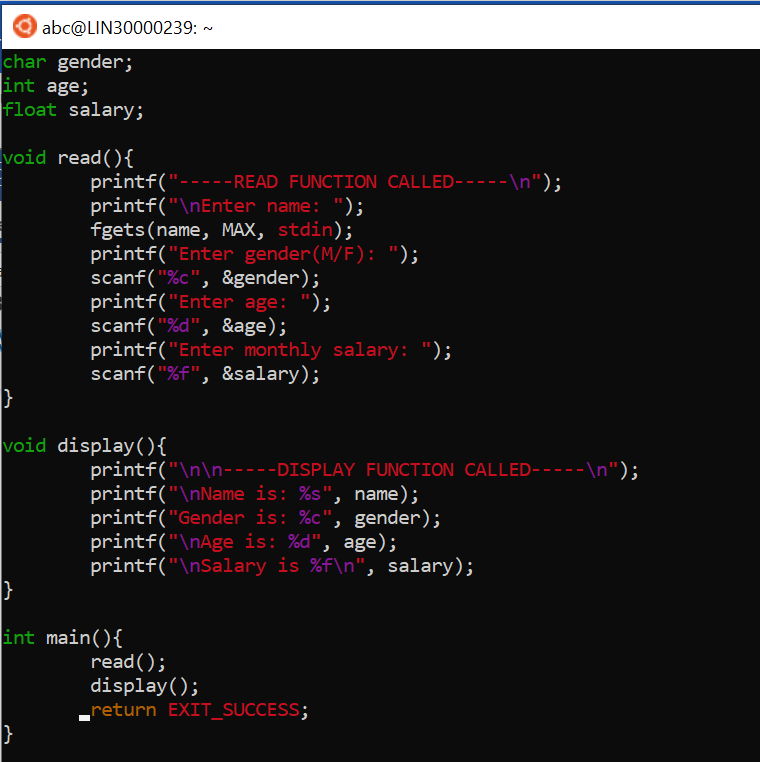 abc@LIN30000239: ~
char gender;
int age;
float salary;
void read(){
        printf("-----READ FUNCTION CALLED-----\n");
        printf("\nEnter name: ");
        fgets(name, MAX, stdin);
        printf("Enter gender(M/F): ");
        scanf("%c", &gender);
        printf("Enter age: ");
        scanf("%d", &age);
        printf("Enter monthly salary: ");
        scanf("%f", &salary);
}
void display(){
        printf("\n\n-----DISPLAY FUNCTION CALLED-----\n");
        printf("\nName is: %s", name);
        printf("Gender is: %c", gender);
        printf("\nAge is: %d", age);
        printf("\nSalary is %f\n", salary);
}
int main(){
        read();
        display();
        return EXIT_SUCCESS;
}